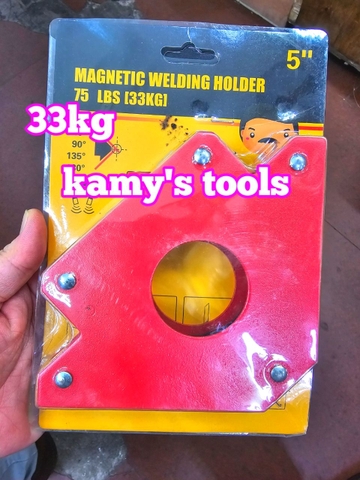 5"
MAGNETIC WELDING HOLDER
75 LBS [33KG]
33kg
90°
135°
kamy's tools